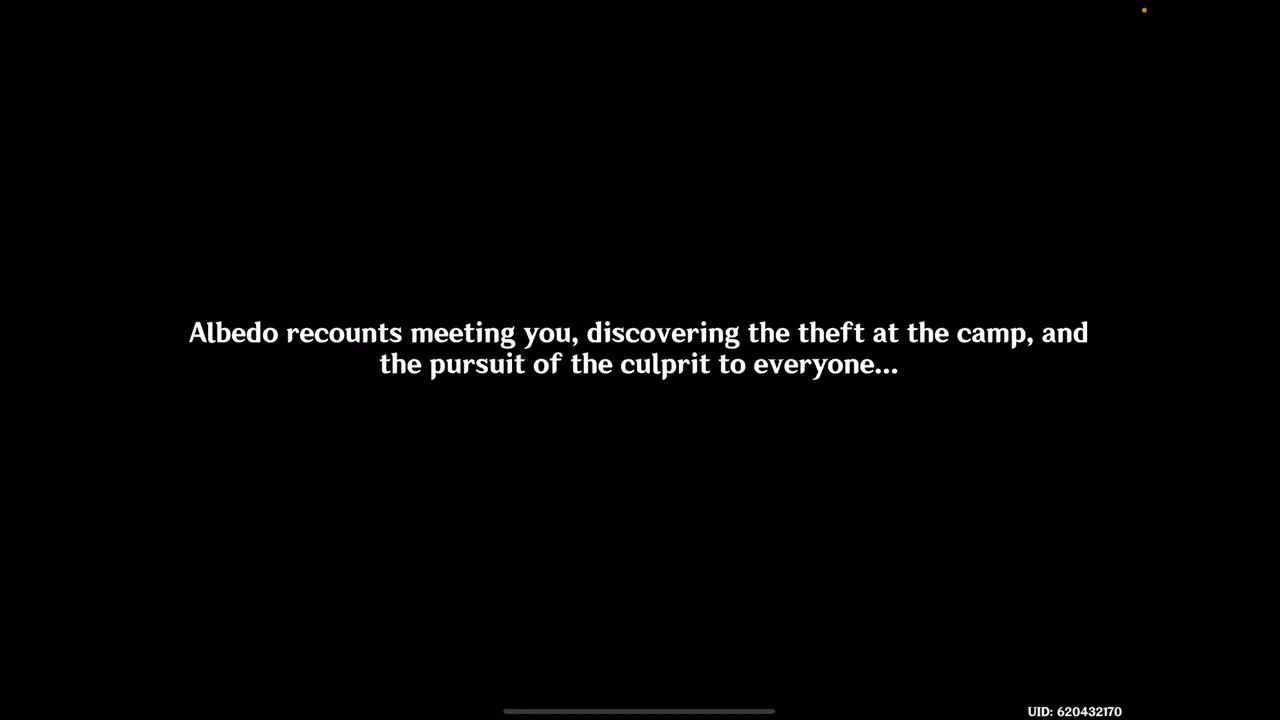 Albedo recounts meeting you, discovering the theft at the camp, and
the pursuit of the culprit to everyone...
UID: 620432170